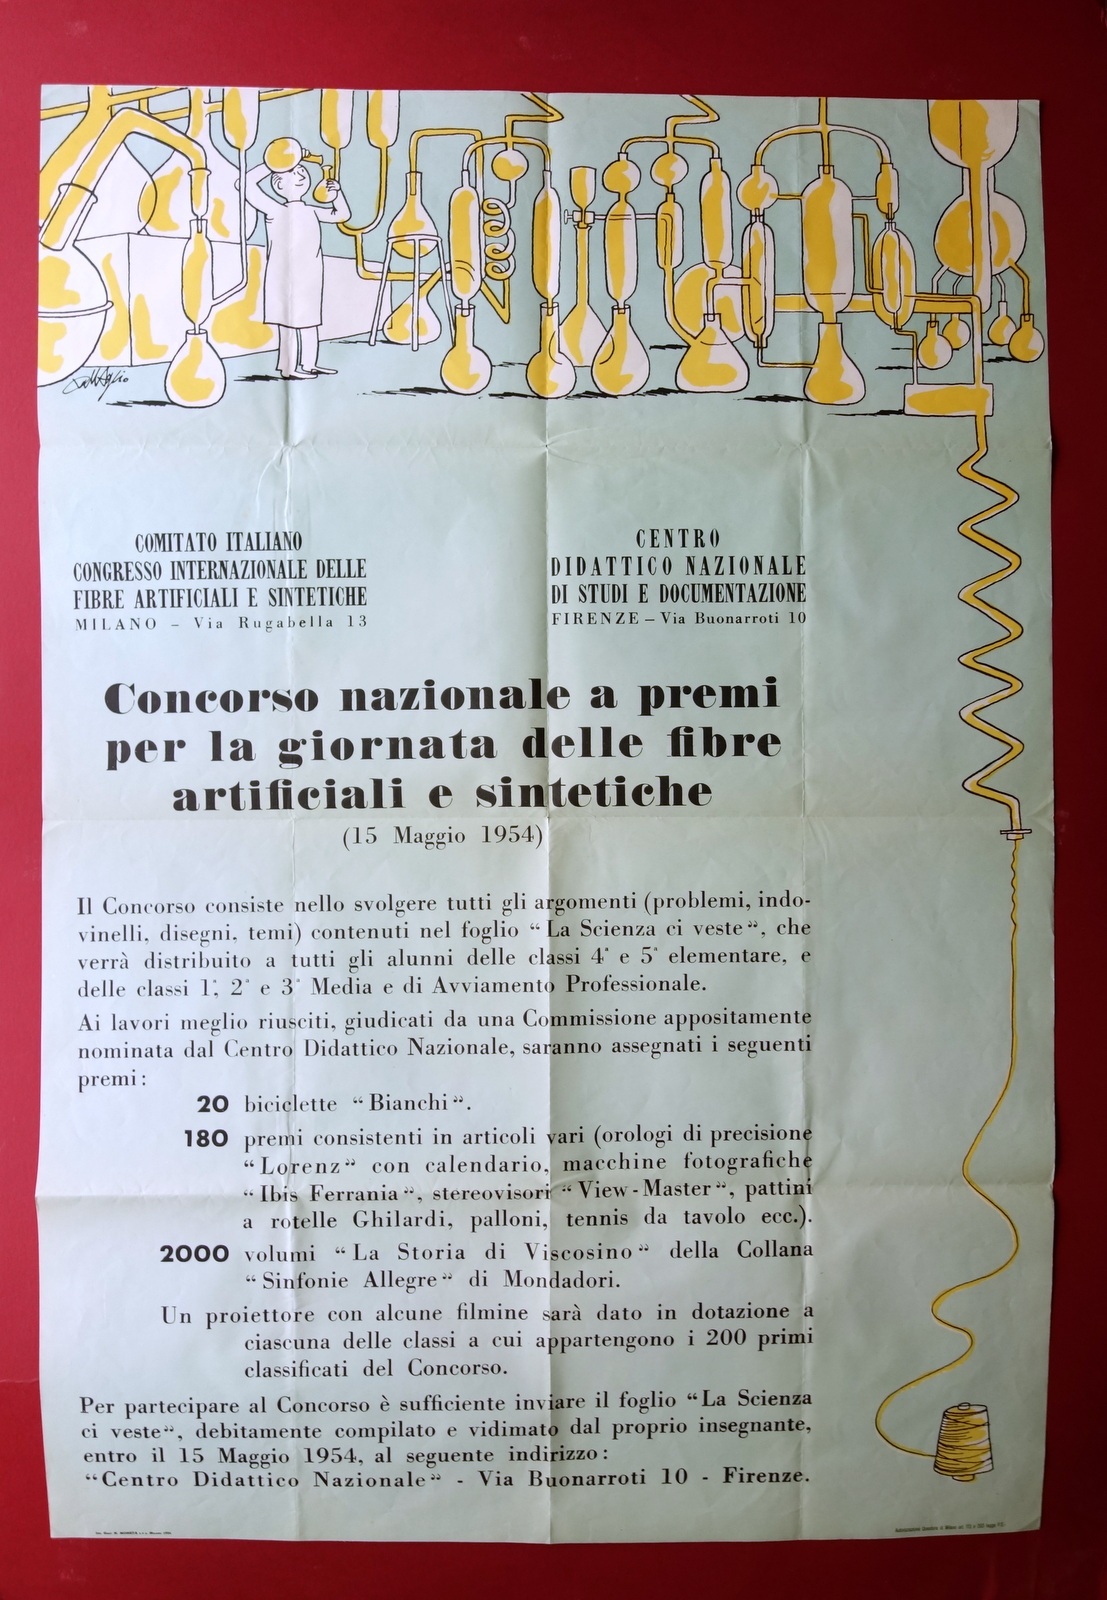 COMITATO ITALIANO
CONGRESSO INTERNAZIONALE DELLE
FIBRE ARTIFICIALI E SINTETICHE
MILANO - Via Rugabella 13
CENTRO
DIDATTICO NAZIONALE
DI STUDI E DOCUMENTAZIONE
FIRENZE - Via Buonarroti 10
Concorso nazionale a premi
per la giornata delle fibre
artificiali e sintetiche
(15 Maggio 1954)
Il Concorso consiste nello svolgere tutti gli argomenti (problemi, indo-
vinelli, disegni, temi) contenuti nel foglio “La Scienza ci veste”, che
verrà distribuito a tutti gli alunni delle classi 4ª e 5ª elementare, e
delle classi 1ª, 2ª e 3ª Media e di Avviamento Professionale.
Ai lavori meglio riusciti, giudicati da una Commissione appositamente
nominata dal Centro Didattico Nazionale, saranno assegnati i seguenti
premi:
20 biciclette “Bianchi”.
180 premi consistenti in articoli vari (orologi di precisione
“Lorenz” con calendario, macchine fotografiche
“Ibis Ferrania”, stereovisori “View-Master”, pattini
a rotelle Ghilardi, palloni, tennis da tavolo ecc.).
2000 volumi “La Storia di Viscosino” della Collana
“Sinfonie Allegre” di Mondadori.
Un proiettore con alcune filmine sarà dato in dotazione a
ciascuna delle classi a cui appartengono i 200 primi
classificati del Concorso.
Per partecipare al Concorso è sufficiente inviare il foglio “La Scienza
ci veste”, debitamente compilato e vidimato dal proprio insegnante,
entro il 15 Maggio 1954, al seguente indirizzo:
“Centro Didattico Nazionale” - Via Buonarroti 10 - Firenze.